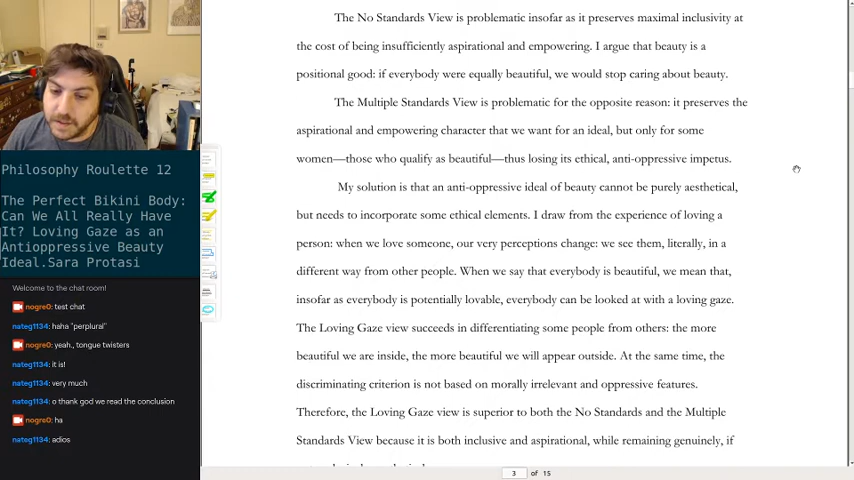 The No Standards View is problematic insofar as it preserves maximal inclusivity at
the cost of being insufficiently aspirational and empowering. I argue that beauty is a
positional good: if everybody were equally beautiful, we would stop caring about beauty.
The Multiple Standards View is problematic for the opposite reason: it preserves the
aspirational and empowering character that we want for an ideal, but only for some
women—those who qualify as beautiful—thus losing its ethical, anti-oppressive impetus.
My solution is that an anti-oppressive ideal of beauty cannot be purely aesthetical,
but needs to incorporate some ethical elements. I draw from the experience of loving a
person: when we love someone, our very perceptions change: we see them, literally, in a
different way from other people. When we say that everybody is beautiful, we mean that,
insofar as everybody is potentially lovable, everybody can be looked at with a loving gaze.
The Loving Gaze view succeeds in differentiating some people from others: the more
beautiful we are inside, the more beautiful we will appear outside. At the same time, the
discriminating criterion is not based on morally irrelevant and oppressive features.
Therefore, the Loving Gaze view is superior to both the No Standards and the Multiple
Standards View because it is both inclusive and aspirational, while remaining genuinely, if
3 of 15
Philosophy Roulette 12
The Perfect Bikini Body:
Can We All Really Have
It? Loving Gaze as an
Antioppressive Beauty
Ideal.Sara Protasi
Welcome to the chat room!
nogre0: test chat
nateg1134: haha "perplural"
nogre0: yeah., tongue twisters
nateg1134: it is!
nateg1134: very much
nateg1134: o thank god we read the conclusion
nogre0: ha
nateg1134: adios